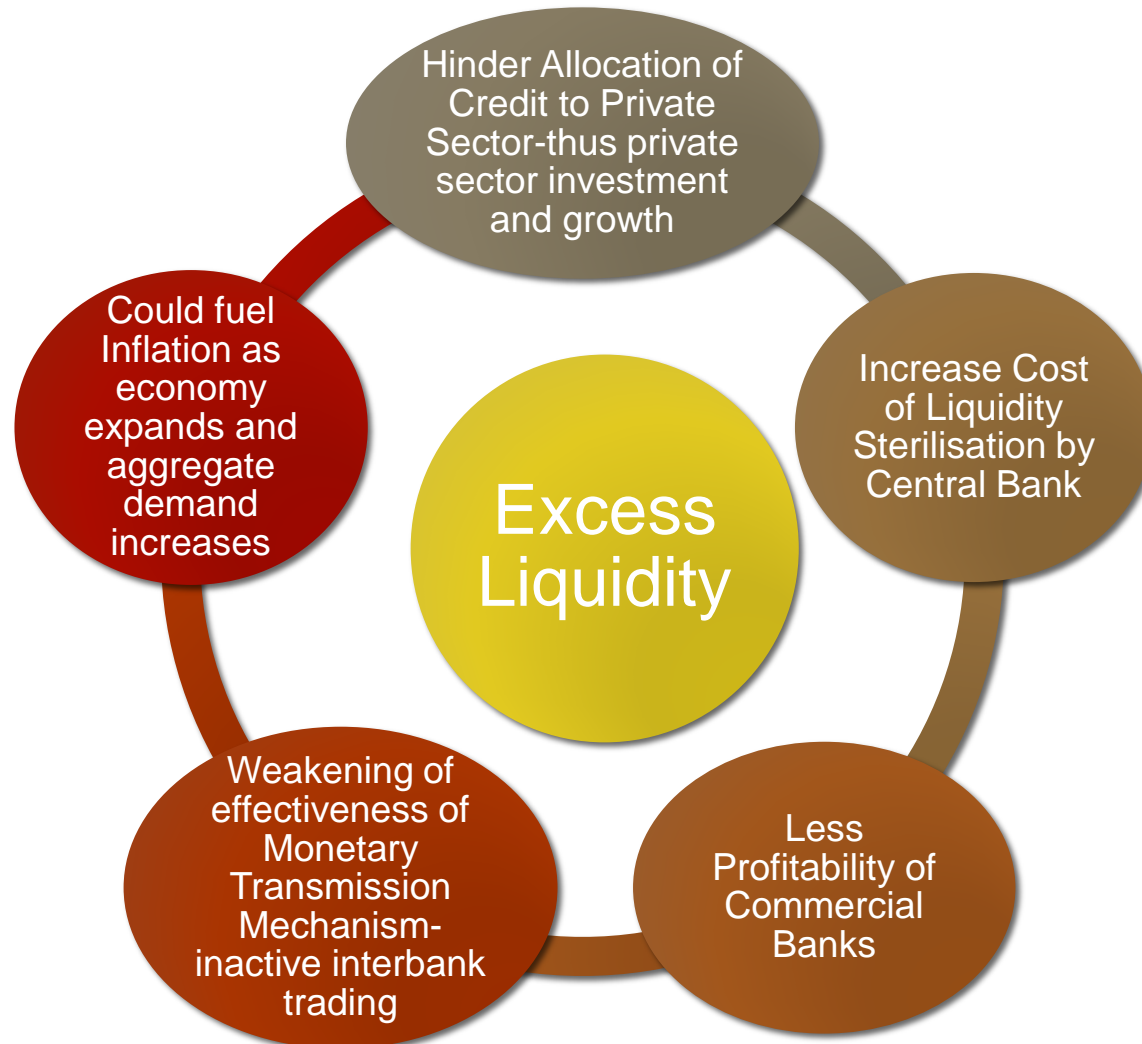 Hinder Allocation of
Credit to Private
Sector-thus private
sector investment
and growth
Increase Cost
of Liquidity
Sterilisation by
Central Bank
Less
Profitability of
Commercial
Banks
Weakening of
effectiveness of
Monetary
Transmission
Mechanism-
inactive interbank
trading
Could fuel
Inflation as
economy
expands and
aggregate
demand
increases
Excess
Liquidity